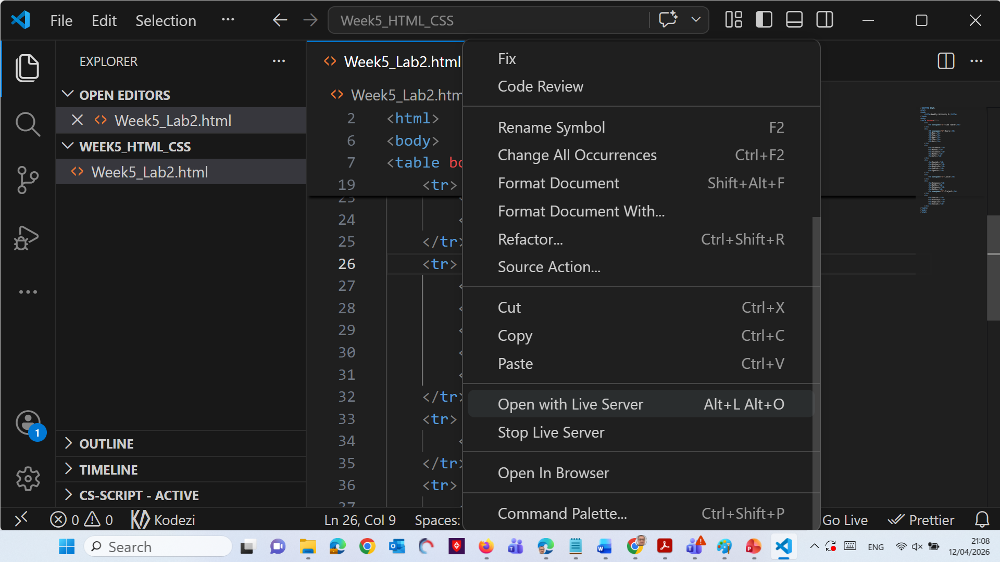 File Edit Selection ··· Week5_HTML_CSS
EXPLORER ···
OPEN EDITORS
Week5_Lab2.html
WEEK5_HTML_CSS
Week5_Lab2.html
OUTLINE
TIMELINE
CS-SCRIPT - ACTIVE
1
Week5_Lab2.html
Week5_Lab2.htm
2 <html>
6 <body>
7 <table bo
19 <tr>
23 <
24 <
25 </tr>
26 <tr>
27 <
28 <
29 <
30 <
31 <
32 </tr>
33 <tr>
34 <
35 </tr>
36 <tr>
37
Fix
Code Review
Rename Symbol F2
Change All Occurrences Ctrl+F2
Format Document Shift+Alt+F
Format Document With...
Refactor... Ctrl+Shift+R
Source Action...
Cut Ctrl+X
Copy Ctrl+C
Paste Ctrl+V
Open with Live Server Alt+L Alt+O
Stop Live Server
Open In Browser
Command Palette... Ctrl+Shift+P
0 0 Kodezi Ln 26, Col 9 Spaces: Go Live Prettier
Search ENG 21:08
12/04/2026